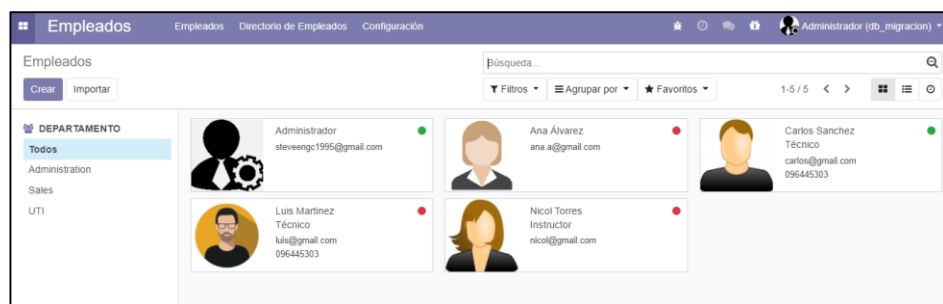 Empleados Empleados Directorio de Empleados Configuración Administrador (db_migracion)
Empleados
Búsqueda...
Crear Importar Filtros Agrupar por Favoritos 1-5 / 5
DEPARTAMENTO
Todos
Administration
Sales
UTI
Administrador
steveengc1995@gmail.com
Ana Álvarez
ana.a@gmail.com
Carlos Sanchez
Técnico
carlos@gmail.com
096445303
Luis Martinez
Técnico
luis@gmail.com
096445303
Nicol Torres
Instructor
nicol@gmail.com